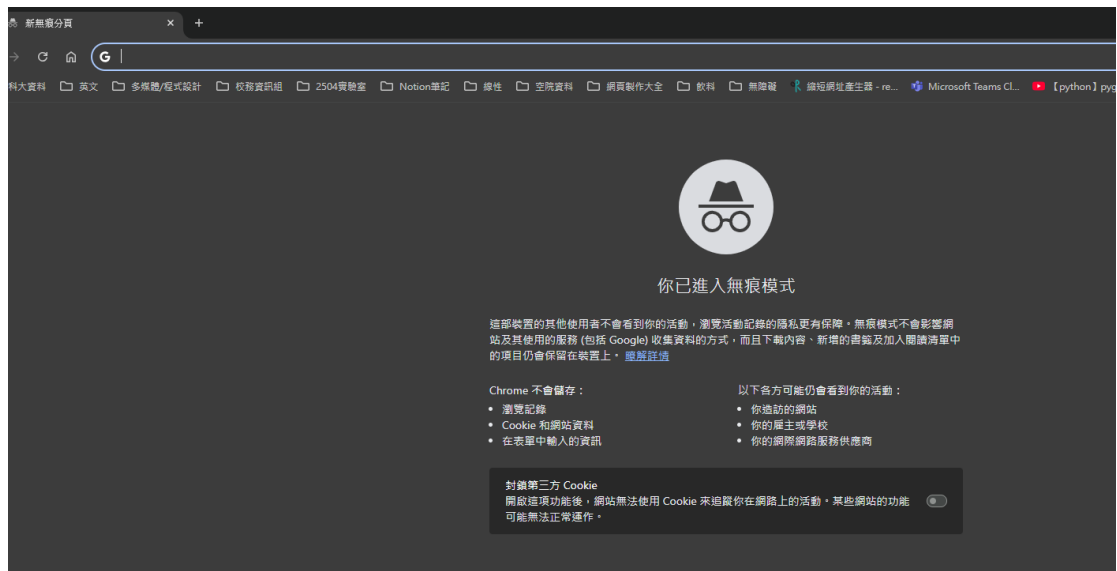 新無痕分頁
G
科大資料 英文 多媒體/程式設計 校務資訊組 2504實驗室 Notion筆記 線性 空院資料 網頁製作大全 飲料 無障礙 縮短網址產生器 - re... Microsoft Teams Cl... 【python】pyg
你已進入無痕模式
這部裝置的其他使用者不會看到你的活動，瀏覽活動記錄的隱私更有保障。無痕模式不會影響網
站及其使用的服務 (包括 Google) 收集資料的方式，而且下載內容、新增的書籤及加入閱讀清單中
的項目仍會保留在裝置上。瞭解詳情
Chrome 不會儲存：
• 瀏覽記錄
• Cookie 和網站資料
• 在表單中輸入的資訊
以下各方可能仍會看到你的活動：
• 你造訪的網站
• 你的雇主或學校
• 你的網際網路服務供應商
封鎖第三方 Cookie
開啟這項功能後，網站無法使用 Cookie 來追蹤你在網路上的活動。某些網站的功能
可能無法正常運作。